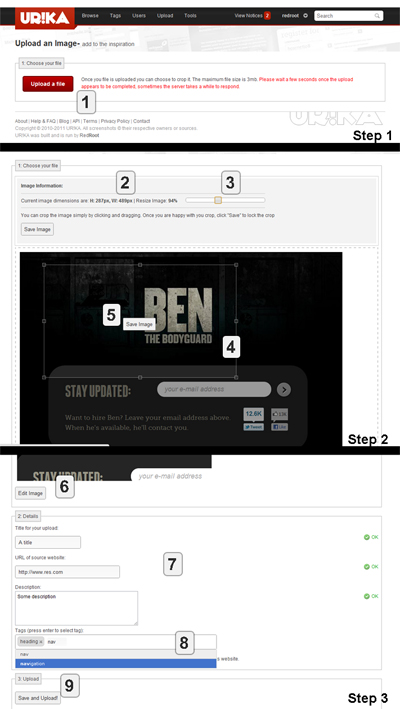 UR!KA
Browse Tags Users Upload Tools View Notices 2 redroot Search
Upload an Image- add to the inspiration
1: Choose your file
Upload a file
Once you file is uploaded you can choose to crop it. The maximum file size is 3mb. Please wait a few seconds once the upload
appears to be completed, sometimes the server takes a while to respond.
1
About | Help & FAQ | Blog | API | Terms | Privacy Policy | Contact
Copyright © 2010-2011 URIKA. All screenshots © their respective owners or sources.
URIKA was built and is run by RedRoot
UR!KA
Step 1
1: Choose your file
2
3
Image Information:
Current image dimensions are: H: 287px, W: 409px | Resize Image: 94%
You can crop the image simply by clicking and dragging. Once you are happy with you crop, click "Save" to lock the crop
Save Image
5
Save Image
BEN
THE BODYGUARD
4
STAY UPDATED:
your e-mail address
Want to hire Ben? Leave your email address above.
When he's available, he'll contact you.
12.6K
Tweet
Like
Step 2
STAY UPDATED:
your e-mail address
6
Edit Image
2: Details
Title for your upload:
A title
OK
URL of source website:
7
http://www.rea.com
OK
Description:
Some description
OK
Tags (press enter to select tag)
heading x nav
8
nav
navigation
s website.
3: Upload
9
Save and Upload!
Step 3